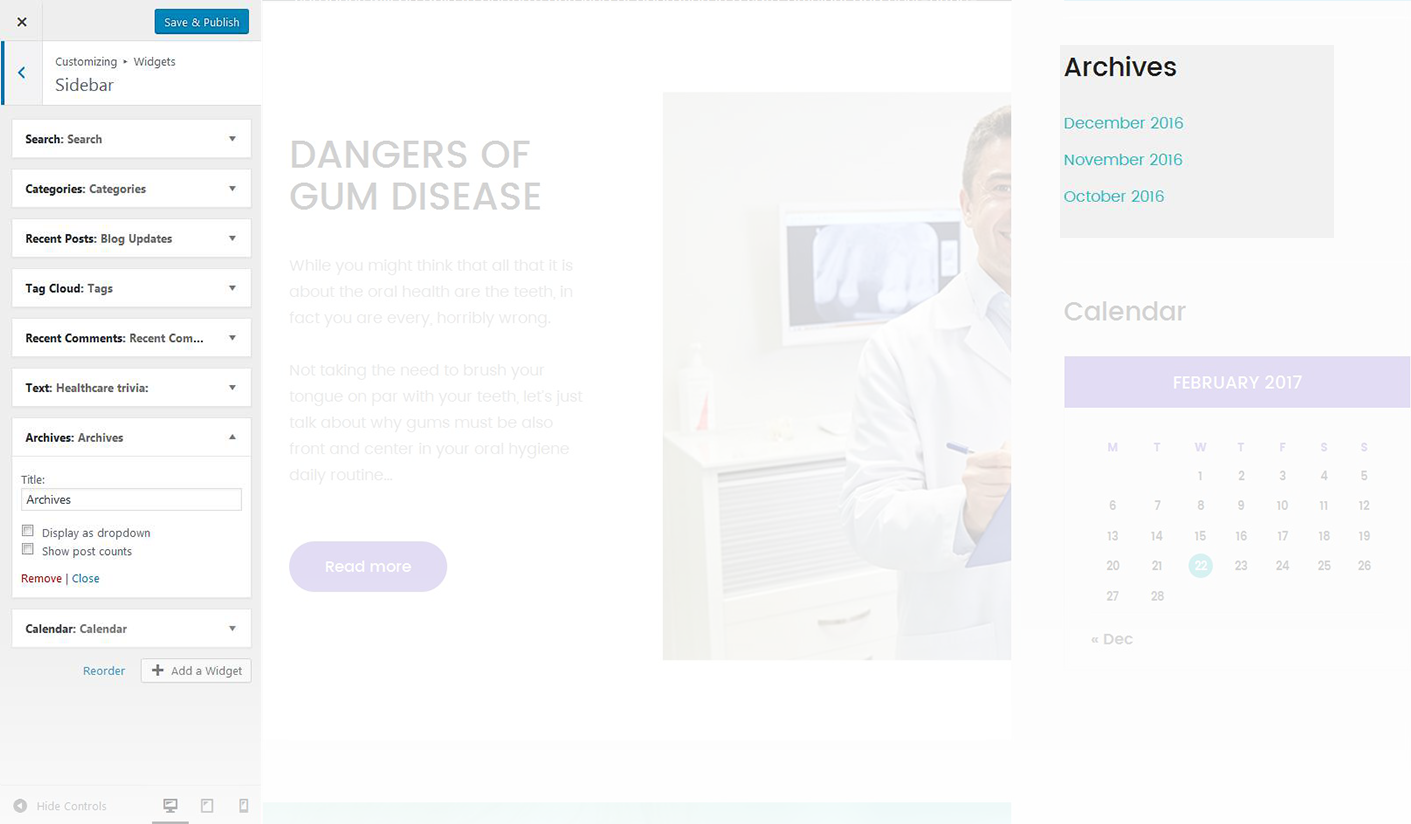 Save & Publish
Customizing ▸ Widgets
Sidebar
Search: Search
Categories: Categories
Recent Posts: Blog Updates
Tag Cloud: Tags
Recent Comments: Recent Com...
Text: Healthcare trivia:
Archives: Archives
Title:
Archives
Display as dropdown
Show post counts
Remove | Close
Calendar: Calendar
Reorder
Add a Widget
Hide Controls
DANGERS OF
GUM DISEASE
While you might think that all that it is
about the oral health are the teeth, in
fact you are every, horribly wrong.
Not taking the need to brush your
tongue on par with your teeth, let's just
talk about why gums must be also
front and center in your oral hygiene
daily routine...
Read more
Archives
December 2016
November 2016
October 2016
Calendar
FEBRUARY 2017
M T W T F S S
1 2 3 4 5
6 7 8 9 10 11 12
13 14 15 16 17 18 19
20 21 22 23 24 25 26
27 28
« Dec